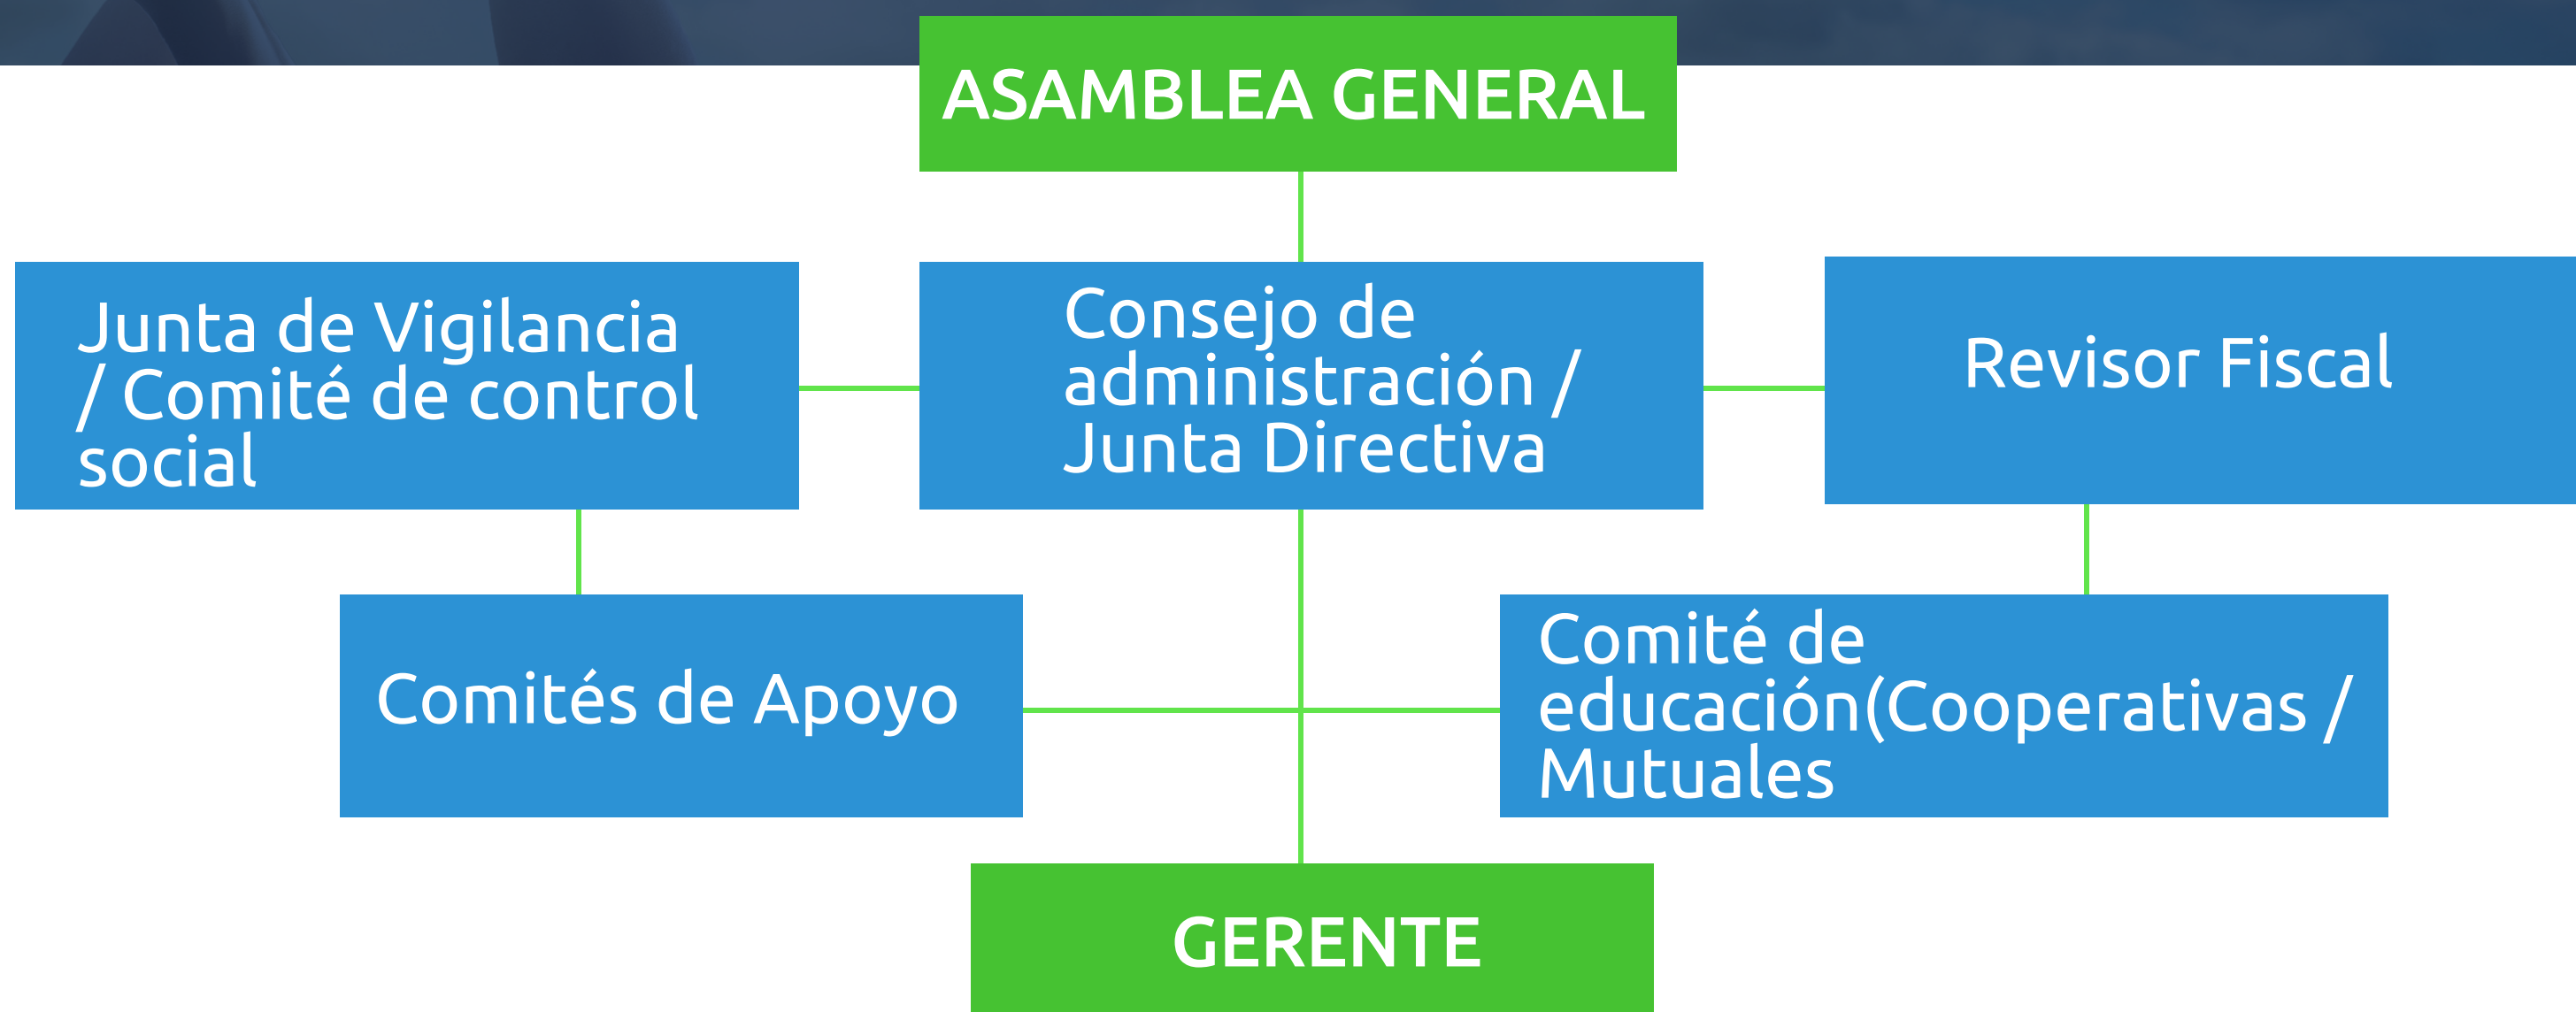 ASAMBLEA GENERAL
Junta de Vigilancia
/ Comité de control
social
Consejo de
administración /
Junta Directiva
Revisor Fiscal
Comités de Apoyo
Comité de
educación(Cooperativas /
Mutuales
GERENTE